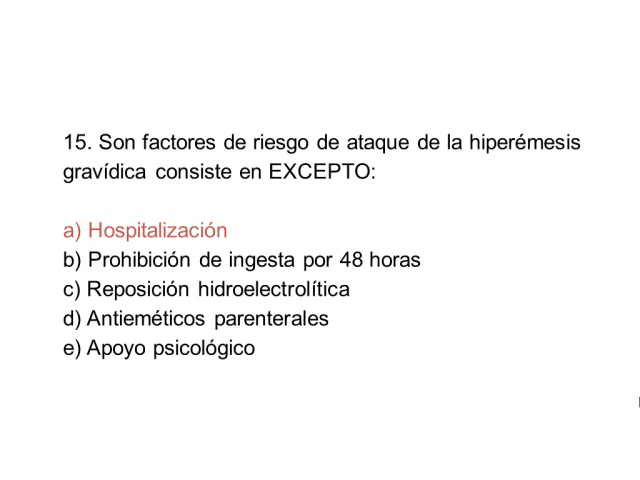 15. Son factores de riesgo de ataque de la hiperémesis
gravídica consiste en EXCEPTO:
a) Hospitalización
b) Prohibición de ingesta por 48 horas
c) Reposición hidroelectrolítica
d) Antieméticos parenterales
e) Apoyo psicológico